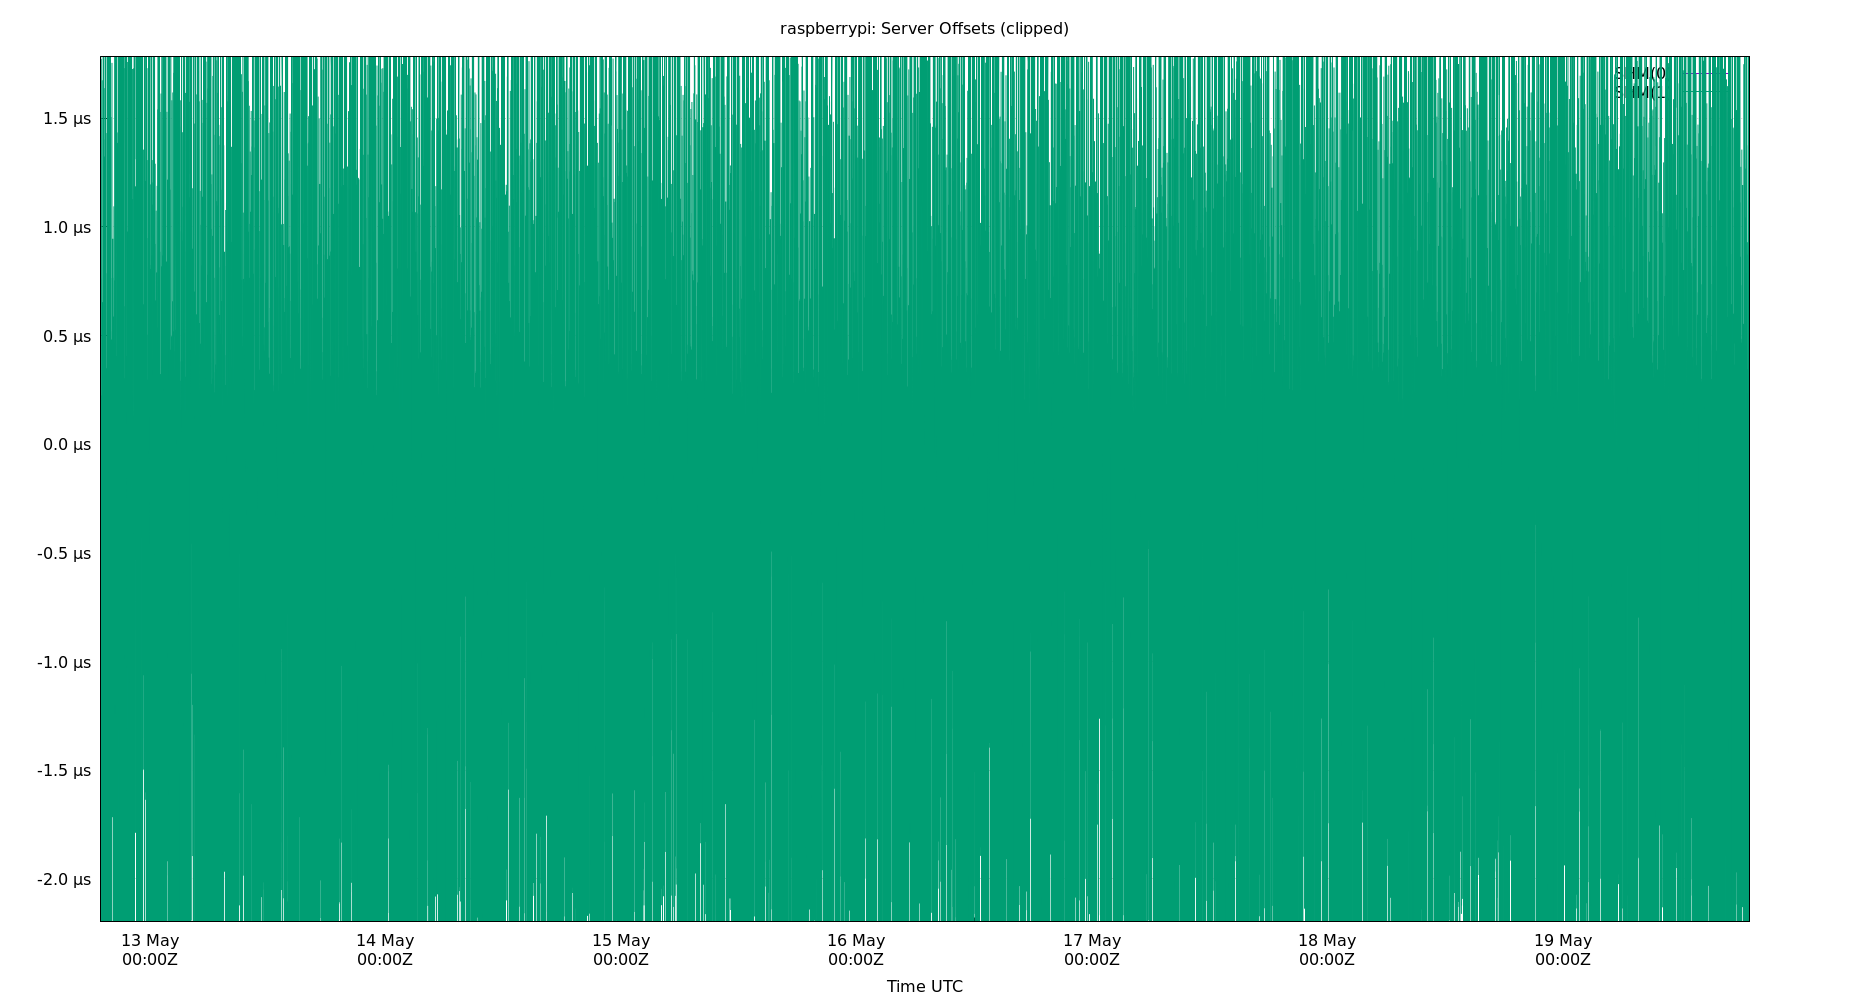 raspberrypi: Server Offsets (clipped)
1.5 µs
1.0 µs
0.5 µs
0.0 µs
-0.5 µs
-1.0 µs
-1.5 µs
-2.0 µs
13 May
00:00Z
14 May
00:00Z
15 May
00:00Z
16 May
00:00Z
17 May
00:00Z
18 May
00:00Z
19 May
00:00Z
Time UTC